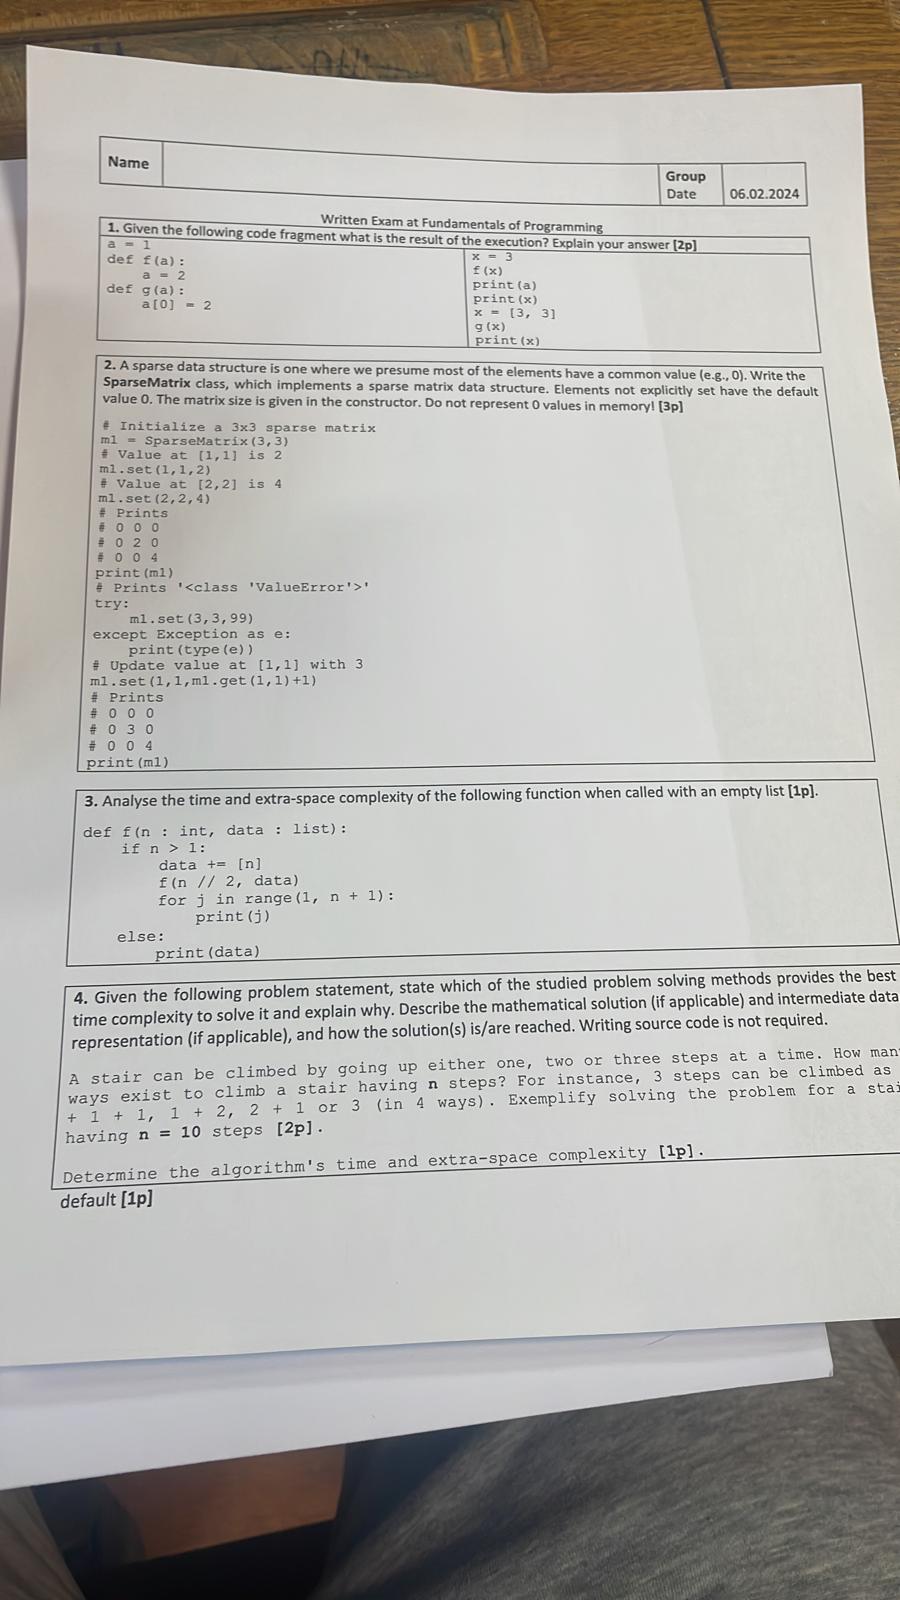 Name
Group
Date 06.02.2024
Written Exam at Fundamentals of Programming
1. Given the following code fragment what is the result of the execution? Explain your answer [2p]
a = 1
def f(a):
    a = 2
def g(a):
    a[0] = 2
x = 3
f(x)
print(a)
print(x)
x = [3, 3]
g(x)
print(x)
2. A sparse data structure is one where we presume most of the elements have a common value (e.g., 0). Write the
SparseMatrix class, which implements a sparse matrix data structure. Elements not explicitly set have the default
value 0. The matrix size is given in the constructor. Do not represent 0 values in memory! [3p]
# Initialize a 3x3 sparse matrix
m1 = SparseMatrix(3,3)
# Value at [1,1] is 2
m1.set(1,1,2)
# Value at [2,2] is 4
m1.set(2,2,4)
# Prints
# 0 0 0
# 0 2 0
# 0 0 4
print(m1)
# Prints '<class 'ValueError'>'
try:
    m1.set(3,3,99)
except Exception as e:
    print(type(e))
# Update value at [1,1] with 3
m1.set(1,1,m1.get(1,1)+1)
# Prints
# 0 0 0
# 0 3 0
# 0 0 4
print(m1)
3. Analyse the time and extra-space complexity of the following function when called with an empty list [1p].
def f(n : int, data : list):
    if n > 1:
        data += [n]
        f(n // 2, data)
        for j in range(1, n + 1):
            print(j)
    else:
        print(data)
4. Given the following problem statement, state which of the studied problem solving methods provides the best
time complexity to solve it and explain why. Describe the mathematical solution (if applicable) and intermediate data
representation (if applicable), and how the solution(s) is/are reached. Writing source code is not required.
A stair can be climbed by going up either one, two or three steps at a time. How
ways exist to climb a stair having n steps? For instance, 3 steps can be climbed as
+ 1 + 1, 1 + 2, 2 + 1 or 3 (in 4 ways). Exemplify solving the problem for a
having n = 10 steps [2p].
Determine the algorithm's time and extra-space complexity [1p].
default [1p]